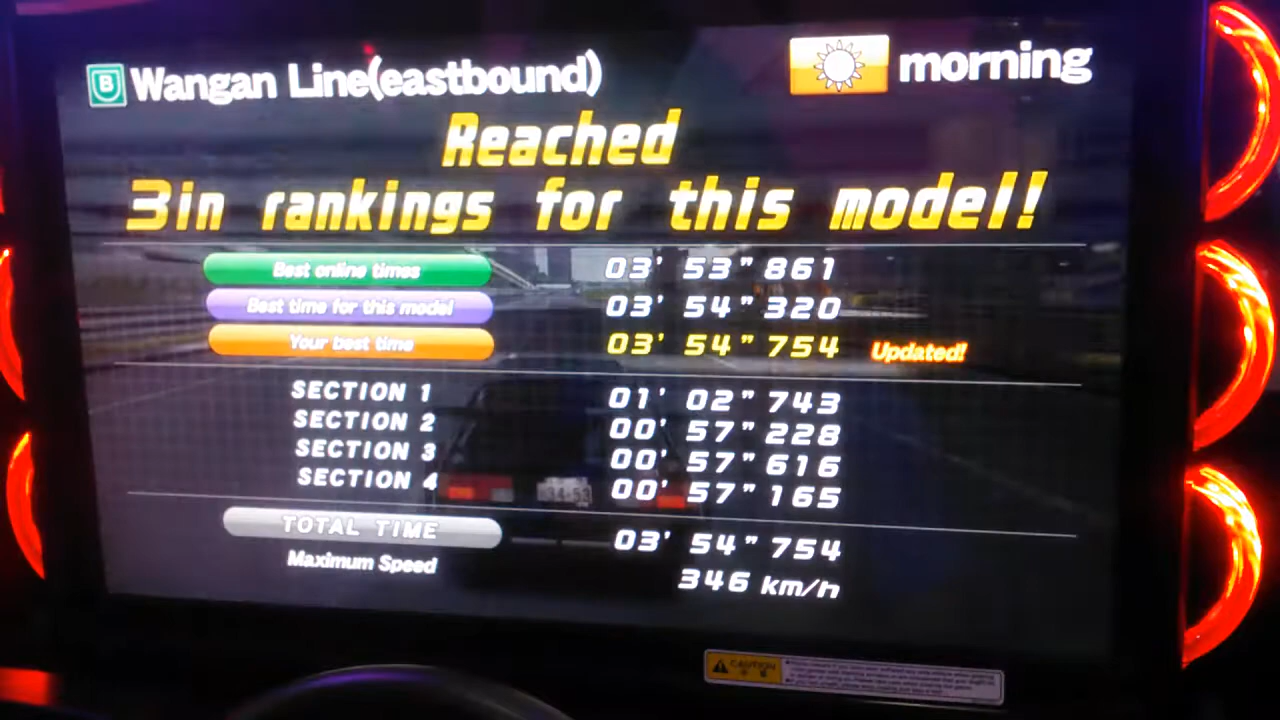 B Wangan Line(eastbound) morning
Reached
3in rankings for this model!
Best online times 03' 53" 861
Best time for this model 03' 54" 320
Your best time 03' 54" 754 Updated!
SECTION 1 01' 02" 743
SECTION 2 00' 57" 228
SECTION 3 00' 57" 616
SECTION 4 00' 57" 165
34-53
TOTAL TIME 03' 54" 754
Maximum Speed 346 km/h
CAUTION